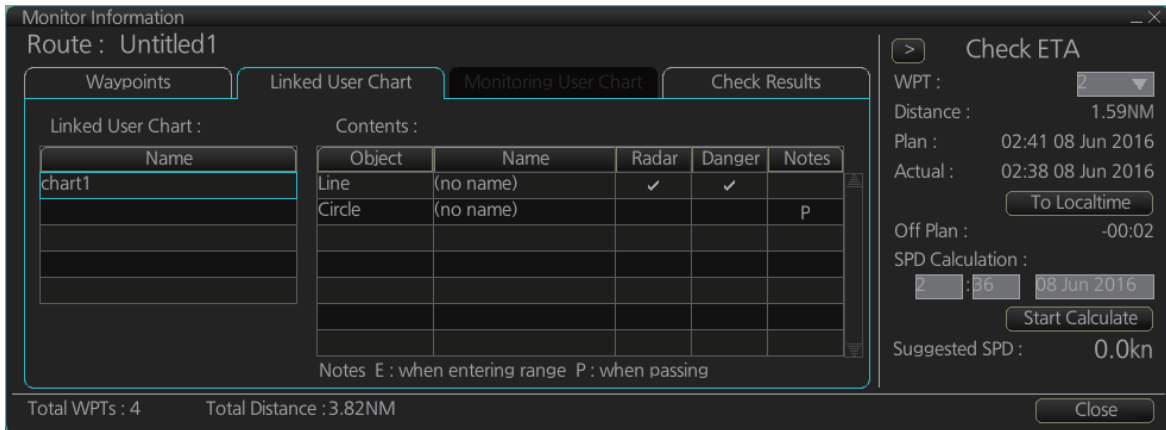 Monitor Information
Route : Untitled1
Waypoints Linked User Chart Monitoring User Chart Check Results
Linked User Chart : Contents :
Name Object Name Radar Danger Notes
chart1 Line (no name) ✓ ✓
Circle (no name) P
Notes E : when entering range P : when passing
Total WPTs : 4 Total Distance : 3.82NM
> Check ETA
WPT : 2
Distance : 1.59NM
Plan : 02:41 08 Jun 2016
Actual : 02:38 08 Jun 2016
To Localtime
Off Plan : -00:02
SPD Calculation :
2 :36 08 Jun 2016
Start Calculate
Suggested SPD : 0.0kn
Close